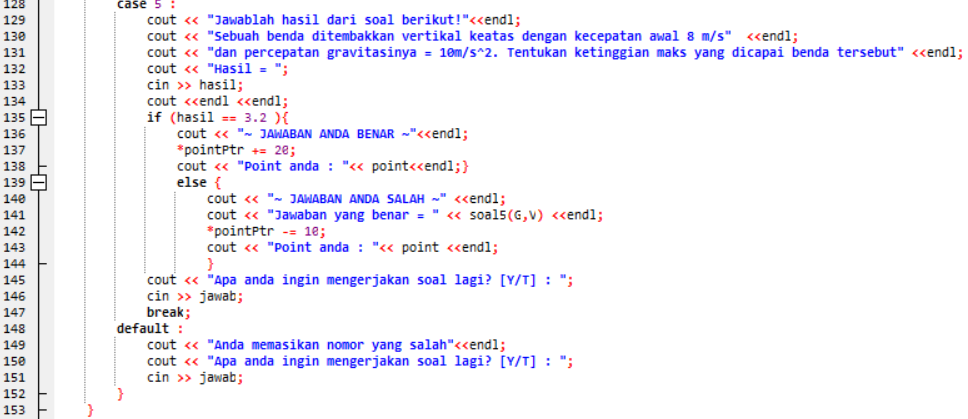 128 case 5 :
129 cout << "Jawablah hasil dari soal berikut!"<<endl;
130 cout << "Sebuah benda ditembakkan vertikal keatas dengan kecepatan awal 8 m/s"  <<endl;
131 cout << "dan percepatan gravitasinya = 10m/s^2. Tentukan ketinggian maks yang dicapai benda tersebut" <<endl;
132 cout << "Hasil = ";
133 cin >> hasil;
134 cout <<endl <<endl;
135 if (hasil == 3.2 ){
136 cout << "~ JAWABAN ANDA BENAR ~"<<endl;
137 *pointPtr += 20;
138 cout << "Point anda : "<< point<<endl;}
139 else {
140 cout << "~ JAWABAN ANDA SALAH ~" <<endl;
141 cout << "Jawaban yang benar = " << soal5(G,V) <<endl;
142 *pointPtr -= 10;
143 cout << "Point anda : "<< point <<endl;
144 }
145 cout << "Apa anda ingin mengerjakan soal lagi? [Y/T] : ";
146 cin >> jawab;
147 break;
148 default :
149 cout << "Anda memasikan nomor yang salah"<<endl;
150 cout << "Apa anda ingin mengerjakan soal lagi? [Y/T] : ";
151 cin >> jawab;
152 }
153 }